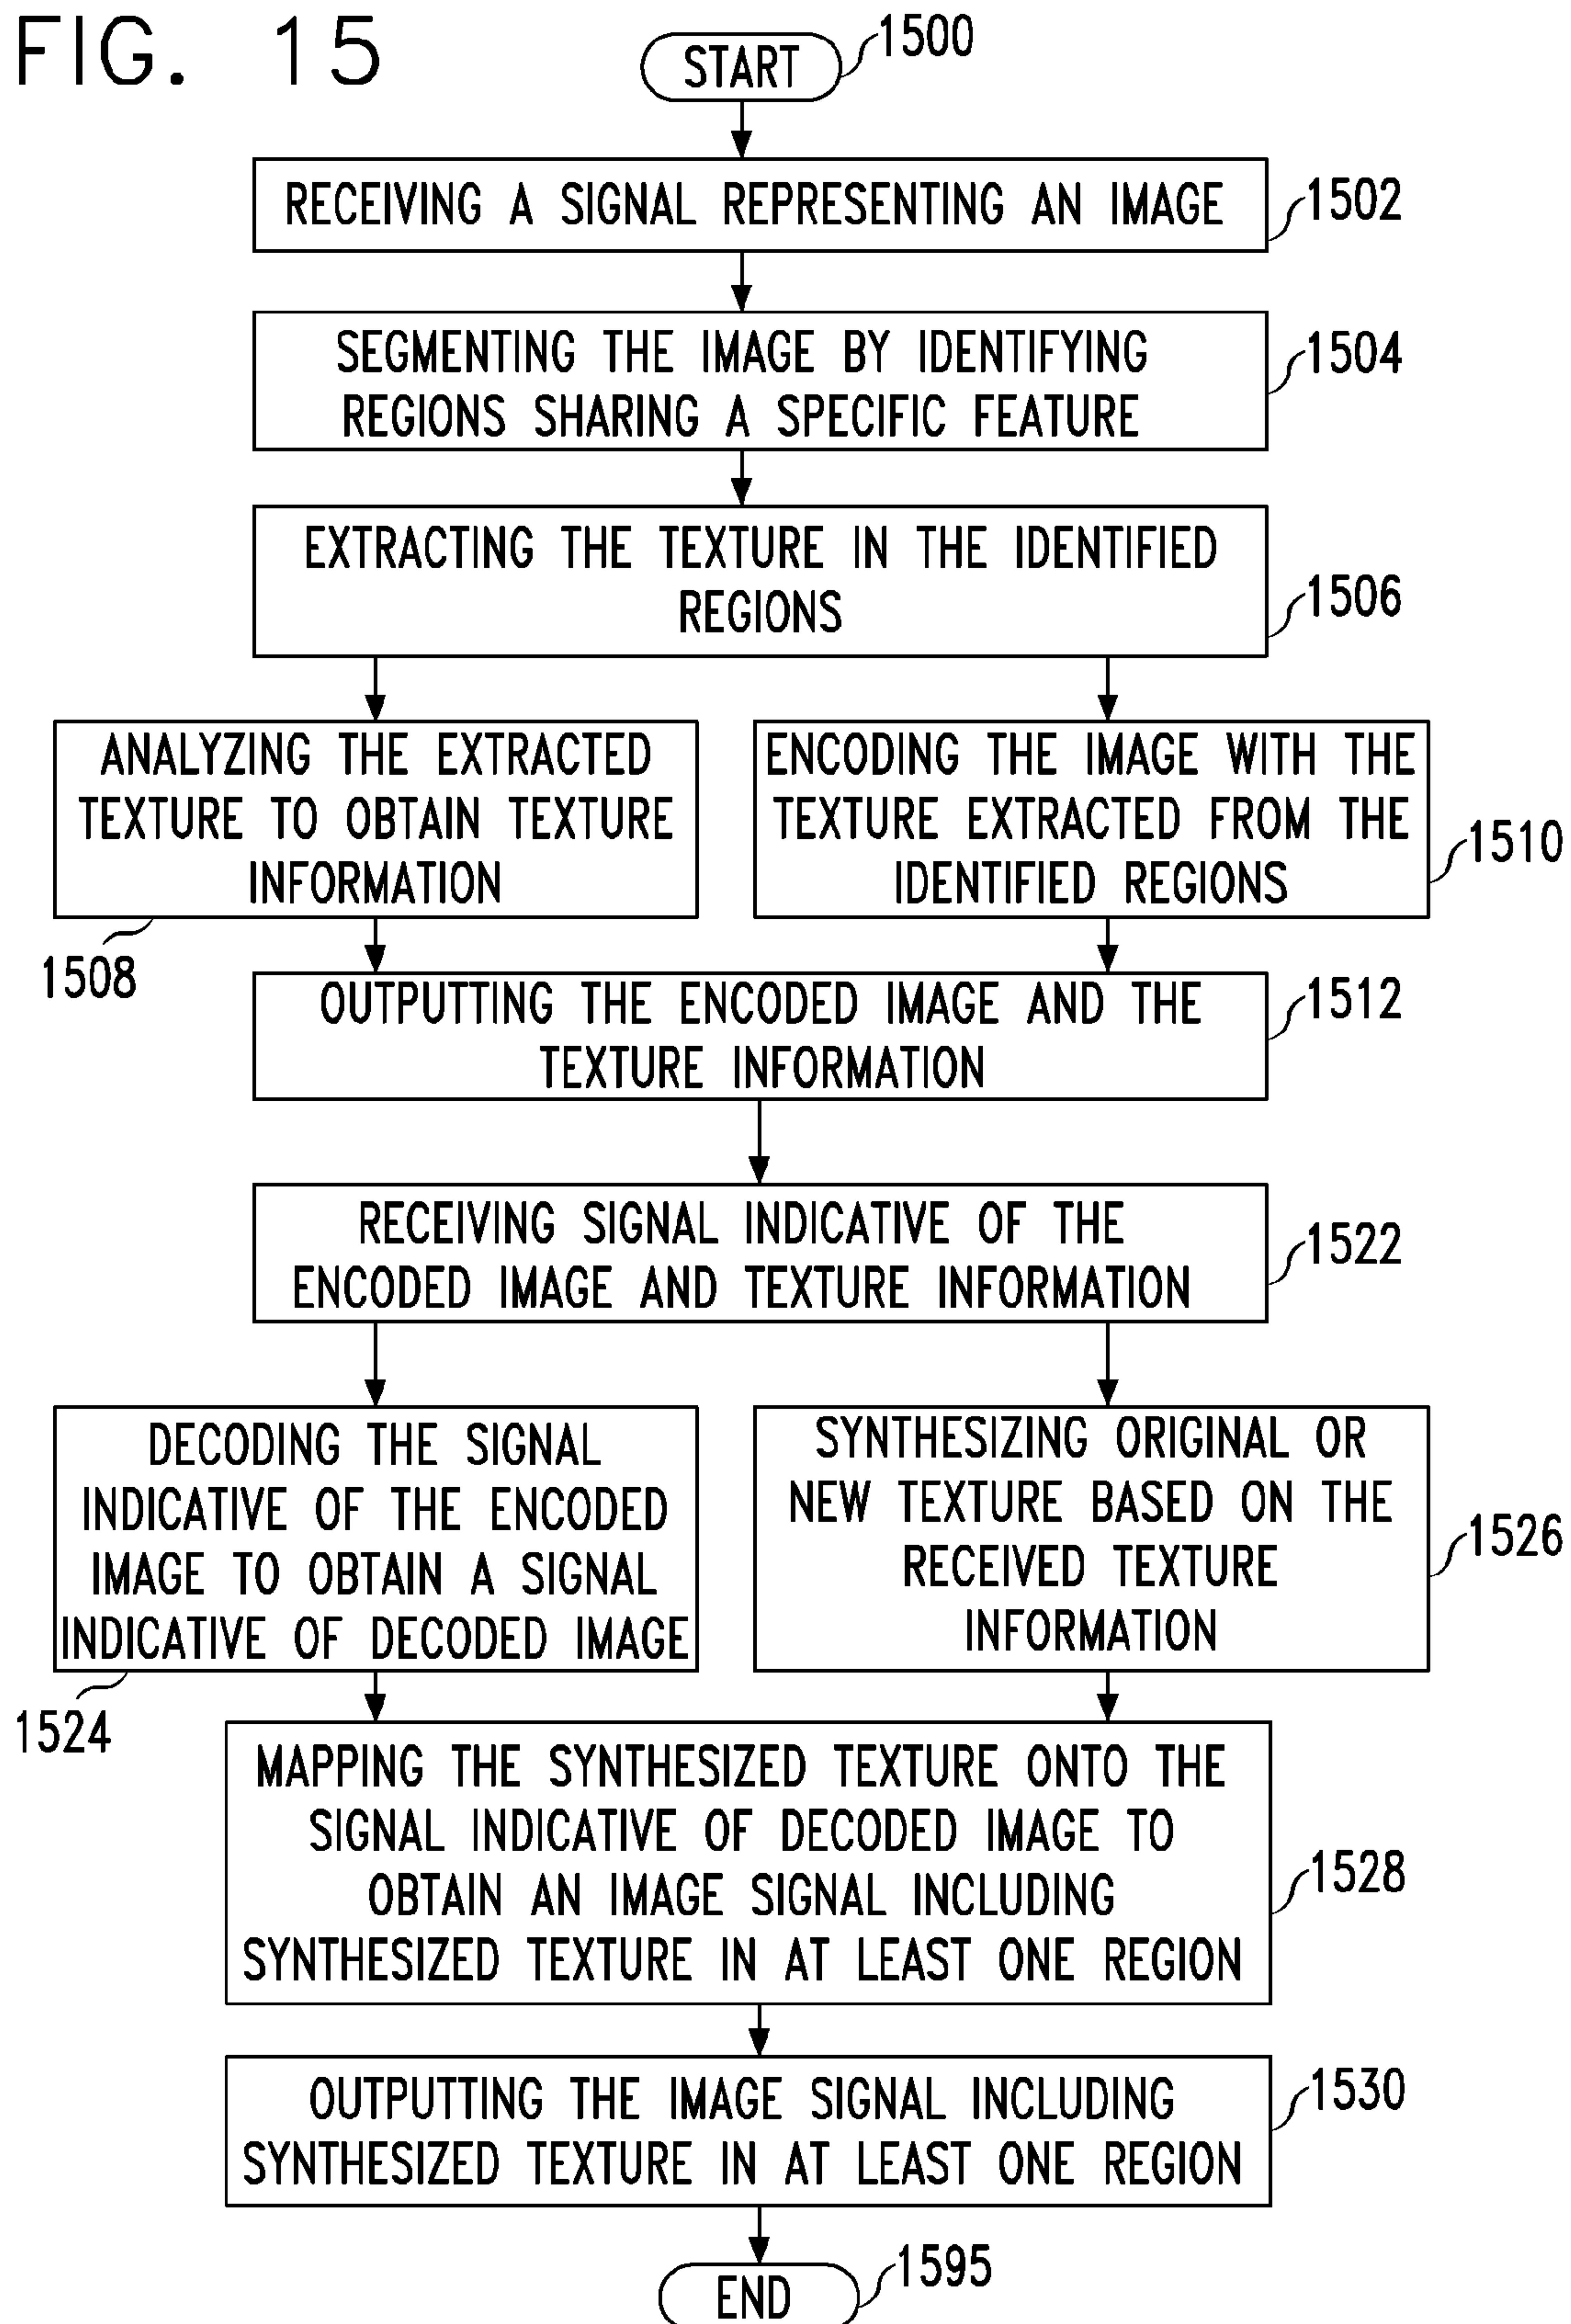 FIG. 15
START
1500
RECEIVING A SIGNAL REPRESENTING AN IMAGE
1502
SEGMENTING THE IMAGE BY IDENTIFYING
REGIONS SHARING A SPECIFIC FEATURE
1504
EXTRACTING THE TEXTURE IN THE IDENTIFIED
REGIONS
1506
ANALYZING THE EXTRACTED
TEXTURE TO OBTAIN TEXTURE
INFORMATION
1508
ENCODING THE IMAGE WITH THE
TEXTURE EXTRACTED FROM THE
IDENTIFIED REGIONS
1510
OUTPUTTING THE ENCODED IMAGE AND THE
TEXTURE INFORMATION
1512
RECEIVING SIGNAL INDICATIVE OF THE
ENCODED IMAGE AND TEXTURE INFORMATION
1522
DECODING THE SIGNAL
INDICATIVE OF THE ENCODED
IMAGE TO OBTAIN A SIGNAL
INDICATIVE OF DECODED IMAGE
1524
SYNTHESIZING ORIGINAL OR
NEW TEXTURE BASED ON THE
RECEIVED TEXTURE
INFORMATION
1526
MAPPING THE SYNTHESIZED TEXTURE ONTO THE
SIGNAL INDICATIVE OF DECODED IMAGE TO
OBTAIN AN IMAGE SIGNAL INCLUDING
SYNTHESIZED TEXTURE IN AT LEAST ONE REGION
1528
OUTPUTTING THE IMAGE SIGNAL INCLUDING
SYNTHESIZED TEXTURE IN AT LEAST ONE REGION
1530
END
1595